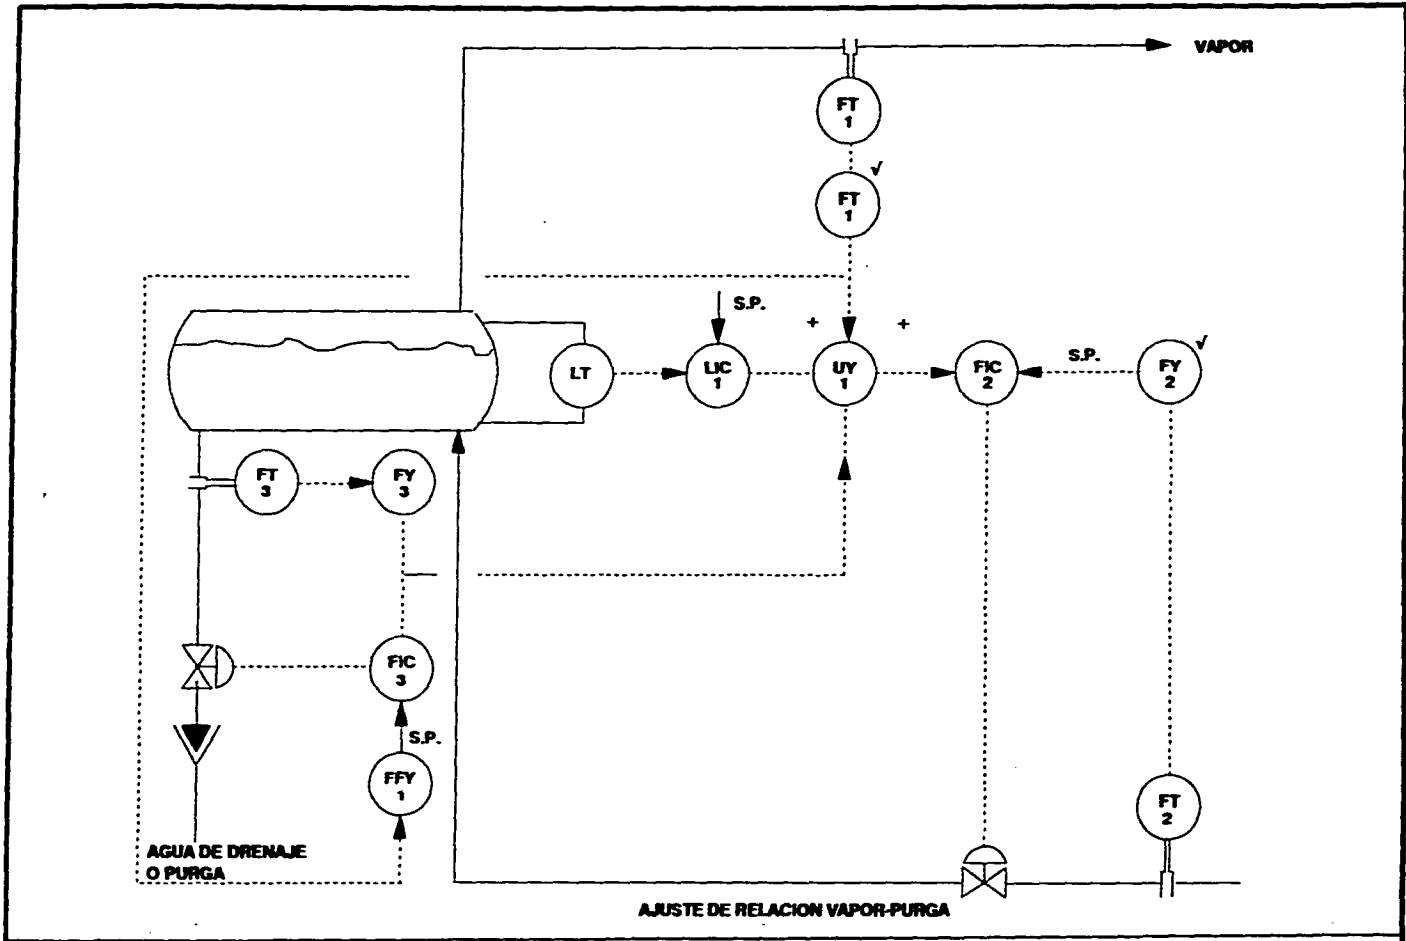 VAPOR
FT
1
√
FT
1
S.P.
+
+
LT
LIC
1
UY
1
FIC
2
S.P.
√
FY
2
FT
3
FY
3
FIC
3
S.P.
FFY
1
FT
2
AGUA DE DRENAJE
O PURGA
AJUSTE DE RELACION VAPOR-PURGA